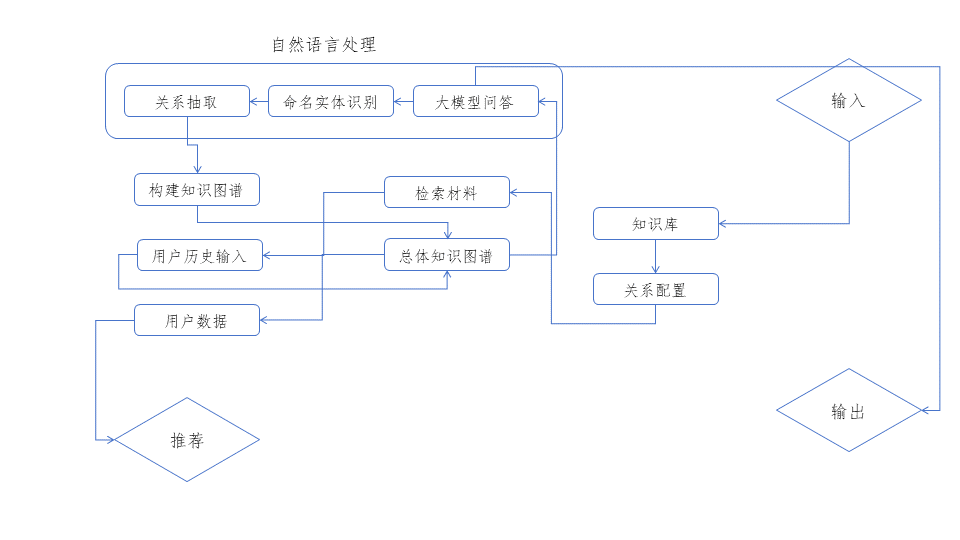 自然语言处理
关系抽取
命名实体识别
大模型问答
输入
构建知识图谱
检索材料
知识库
用户历史输入
总体知识图谱
关系配置
用户数据
输出
推荐